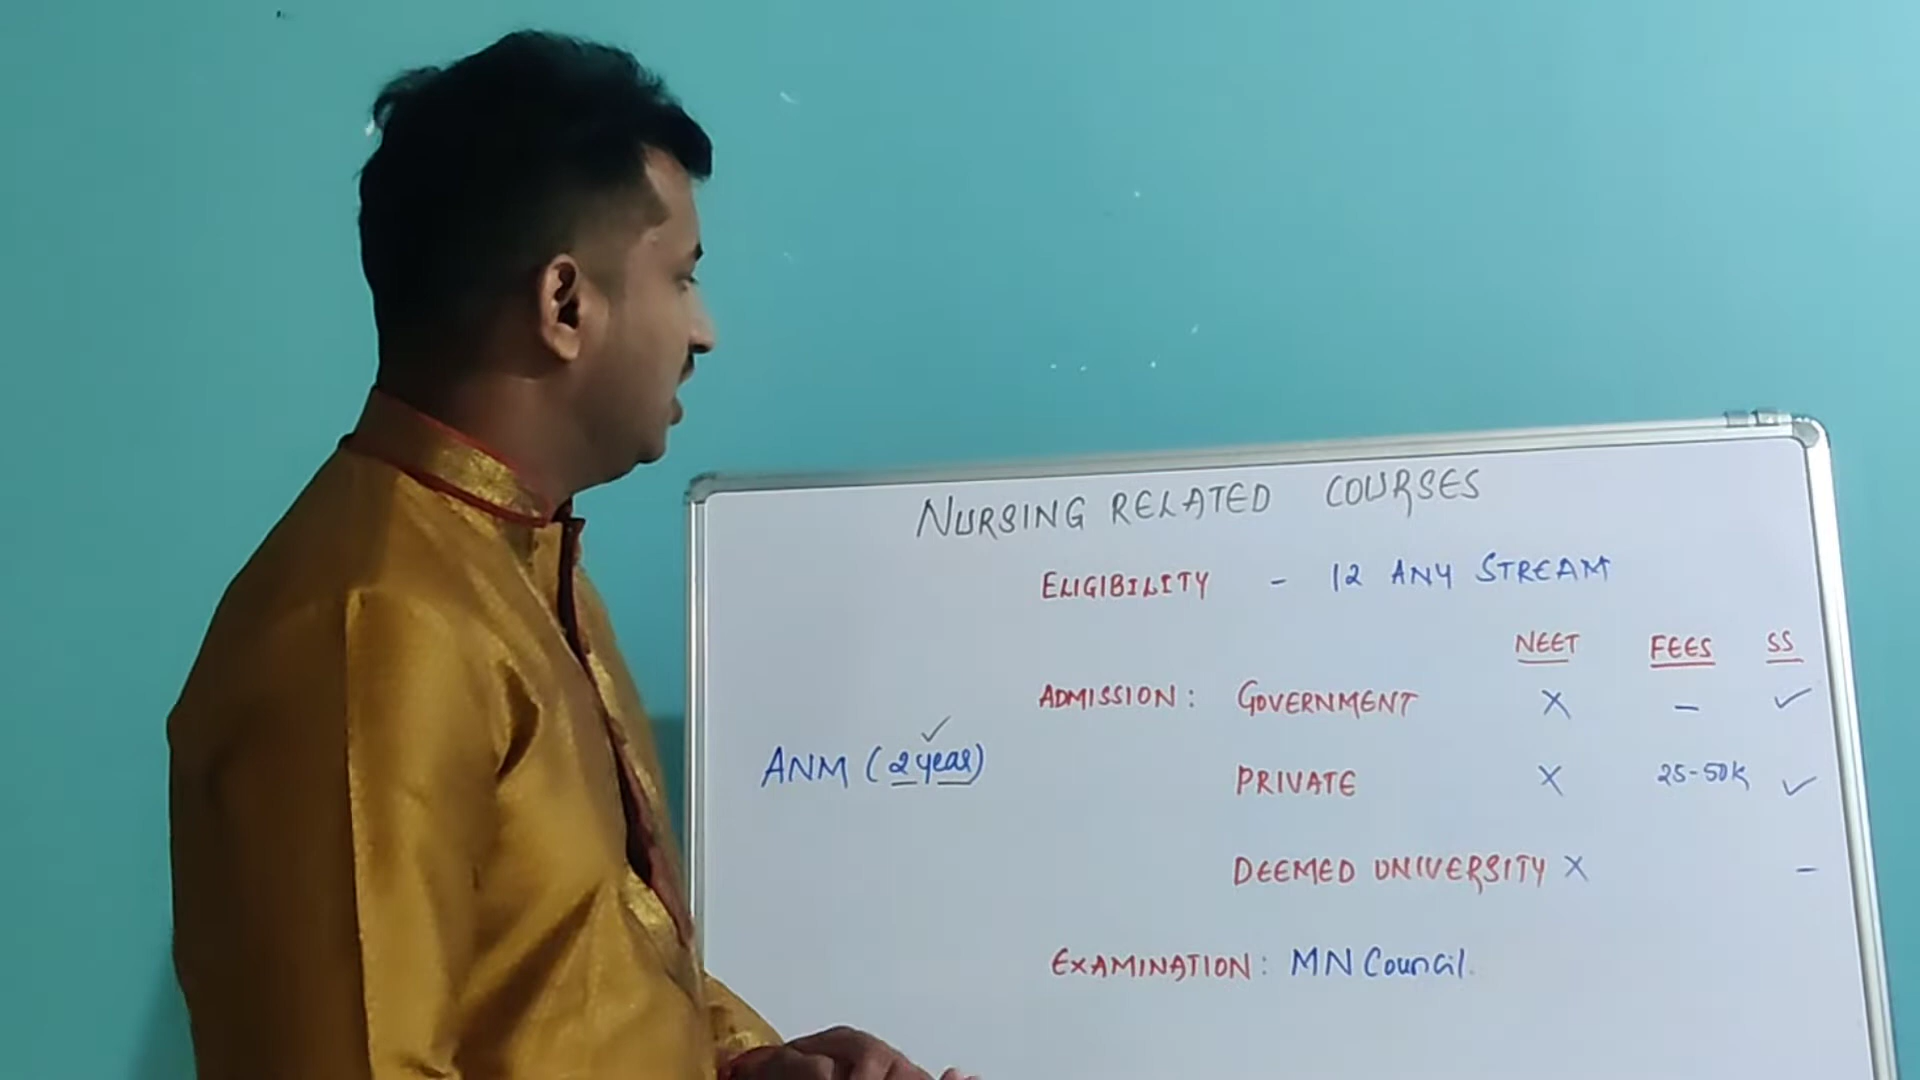 NURSING RELATED COURSES
ELIGIBILITY - 12 ANY STREAM
NEET FEES SS
ADMISSION: GOVERNMENT X - ✓
ANM (2 year) ✓
PRIVATE X 25-50K ✓
DEEMED UNIVERSITY X -
EXAMINATION: MN Council.